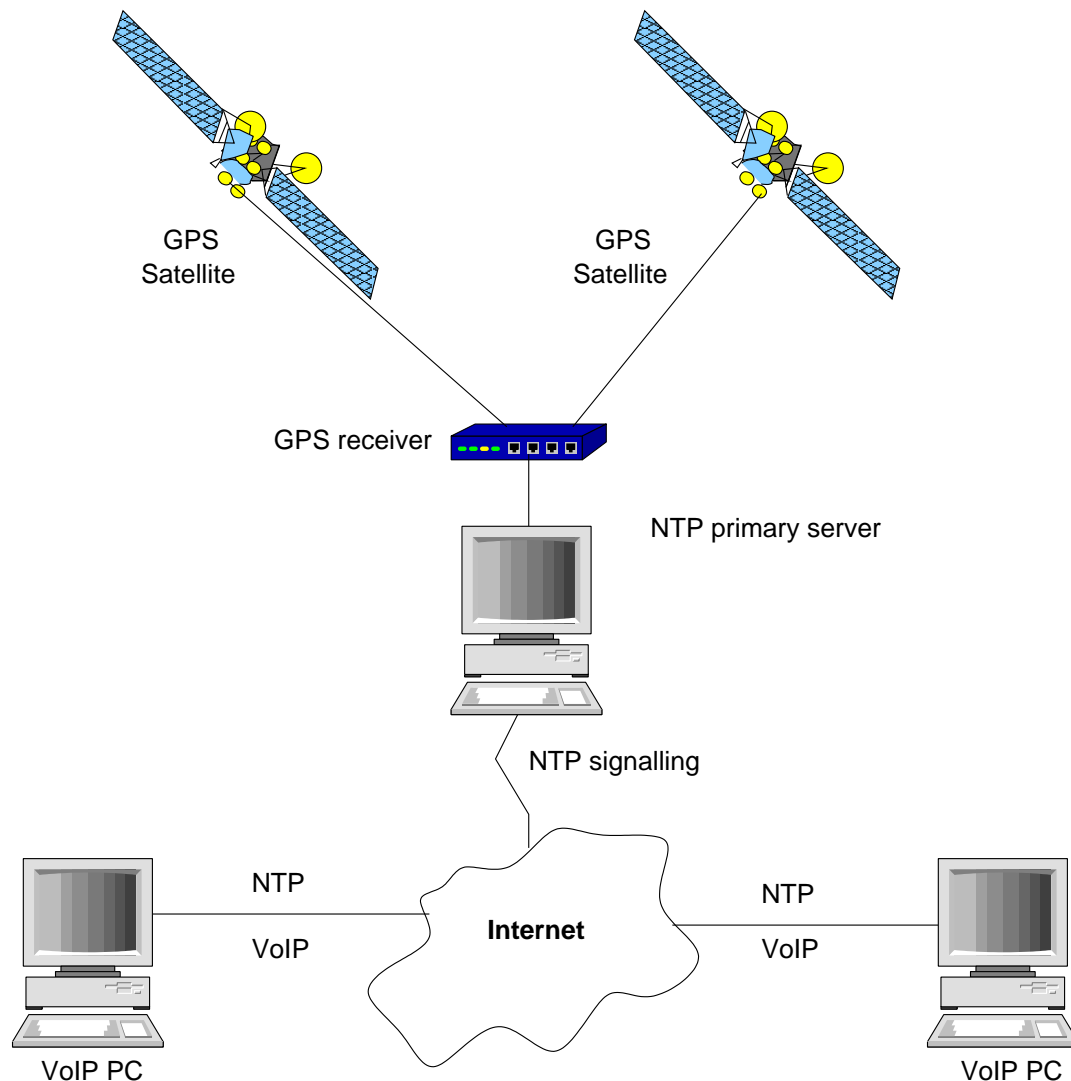 GPS
Satellite
GPS
Satellite
GPS receiver
NTP primary server
NTP signalling
NTP
VoIP
Internet
NTP
VoIP
VoIP PC
VoIP PC